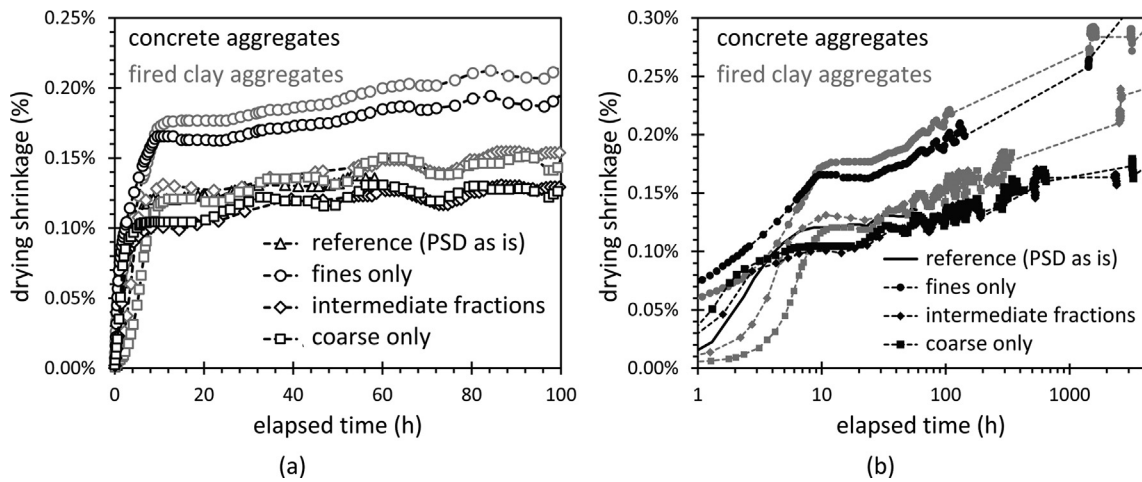 0.25%
0.20%
0.15%
0.10%
0.05%
0.00%
drying shrinkage (%)
concrete aggregates
fired clay aggregates
reference (PSD as is)
fines only
intermediate fractions
coarse only
0 20 40 60 80 100
elapsed time (h)
(a)
0.30%
0.25%
0.20%
0.15%
0.10%
0.05%
0.00%
drying shrinkage (%)
concrete aggregates
fired clay aggregates
reference (PSD as is)
fines only
intermediate fractions
coarse only
1 10 100 1000
elapsed time (h)
(b)